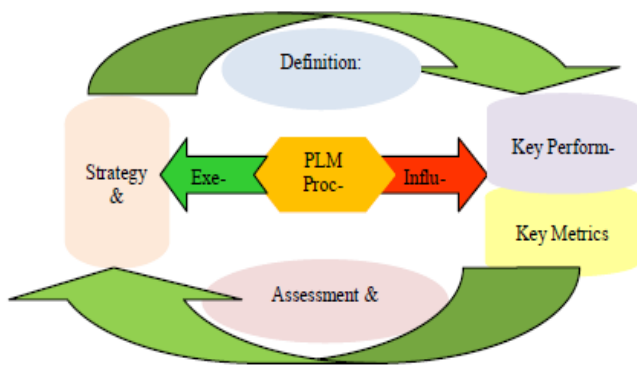 Definition:
Strategy
&
Exe-
PLM
Proc-
Influ-
Key Perform-
Key Metrics
Assessment &